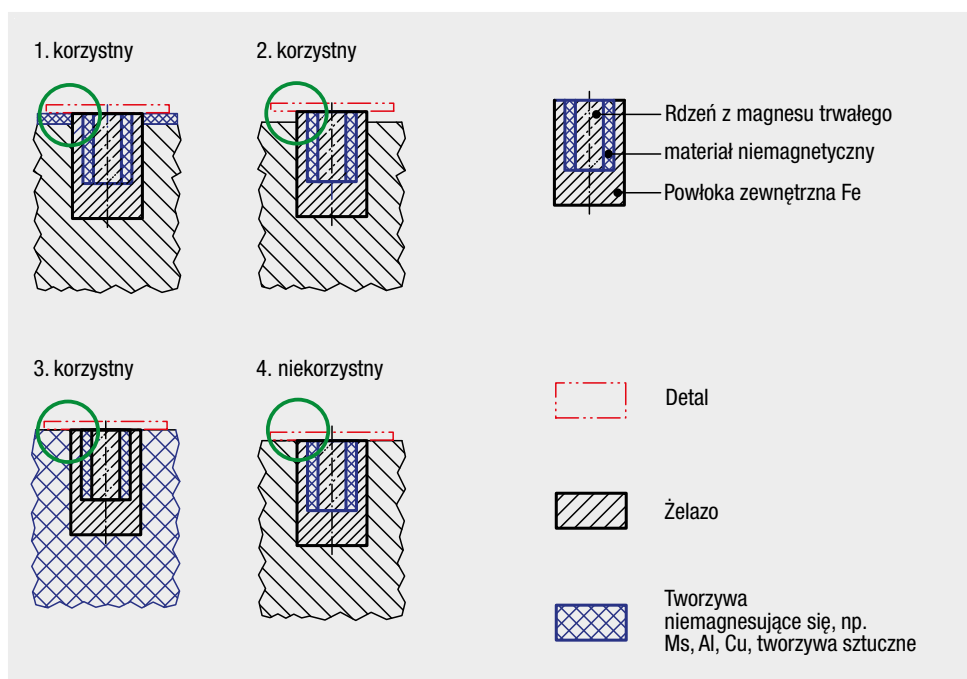 1. korzystny
2. korzystny
Rdzeń z magnesu trwałego
materiał niemagnetyczny
Powłoka zewnętrzna Fe
3. korzystny
4. niekorzystny
Detal
Żelazo
Tworzywa
niemagnesujące się, np.
Ms, Al, Cu, tworzywa sztuczne